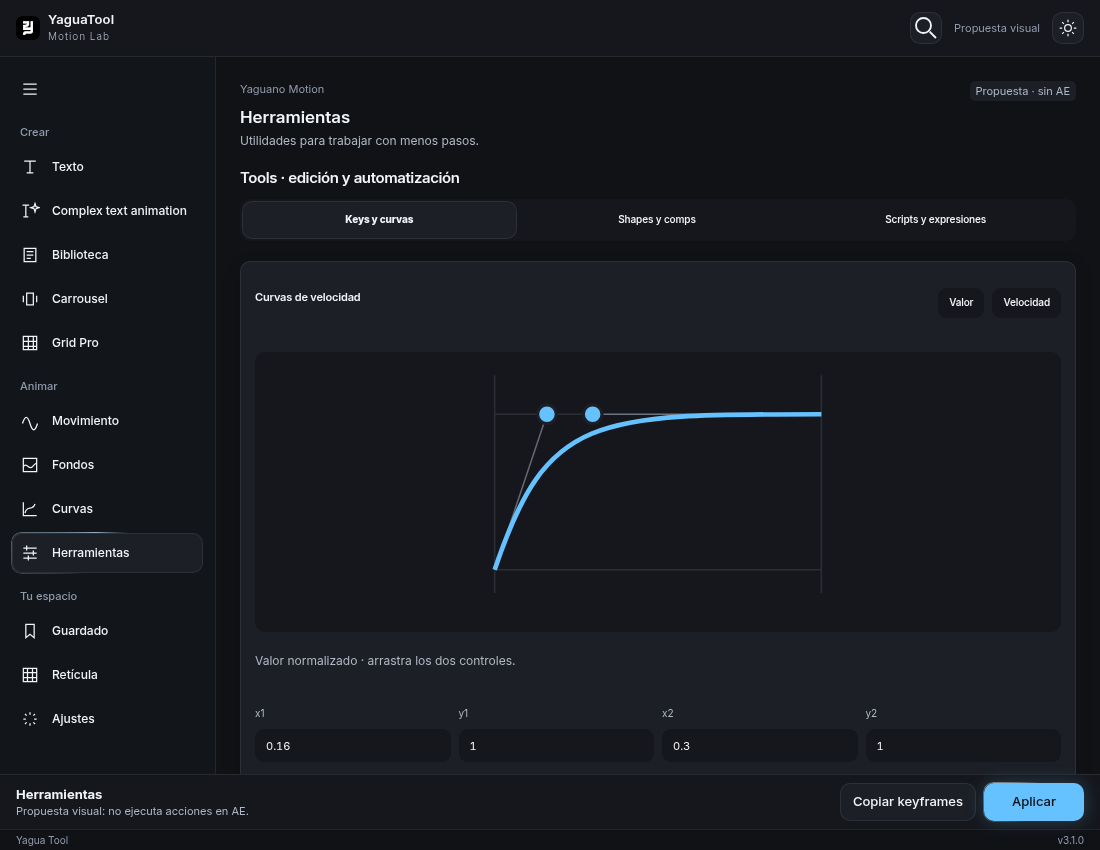 YaguaTool
Motion Lab
Propuesta visual
Crear
Texto
Complex text animation
Biblioteca
Carrousel
Grid Pro
Animar
Movimiento
Fondos
Curvas
Herramientas
Tu espacio
Guardado
Retícula
Ajustes
Yaguano Motion
Propuesta · sin AE
Herramientas
Utilidades para trabajar con menos pasos.
Tools · edición y automatización
Keys y curvas
Shapes y comps
Scripts y expresiones
Curvas de velocidad
Valor
Velocidad
Valor normalizado · arrastra los dos controles.
x1
y1
x2
y2
0.16
1
0.3
1
Herramientas
Propuesta visual: no ejecuta acciones en AE.
Copiar keyframes
Aplicar
Yagua Tool
v3.1.0